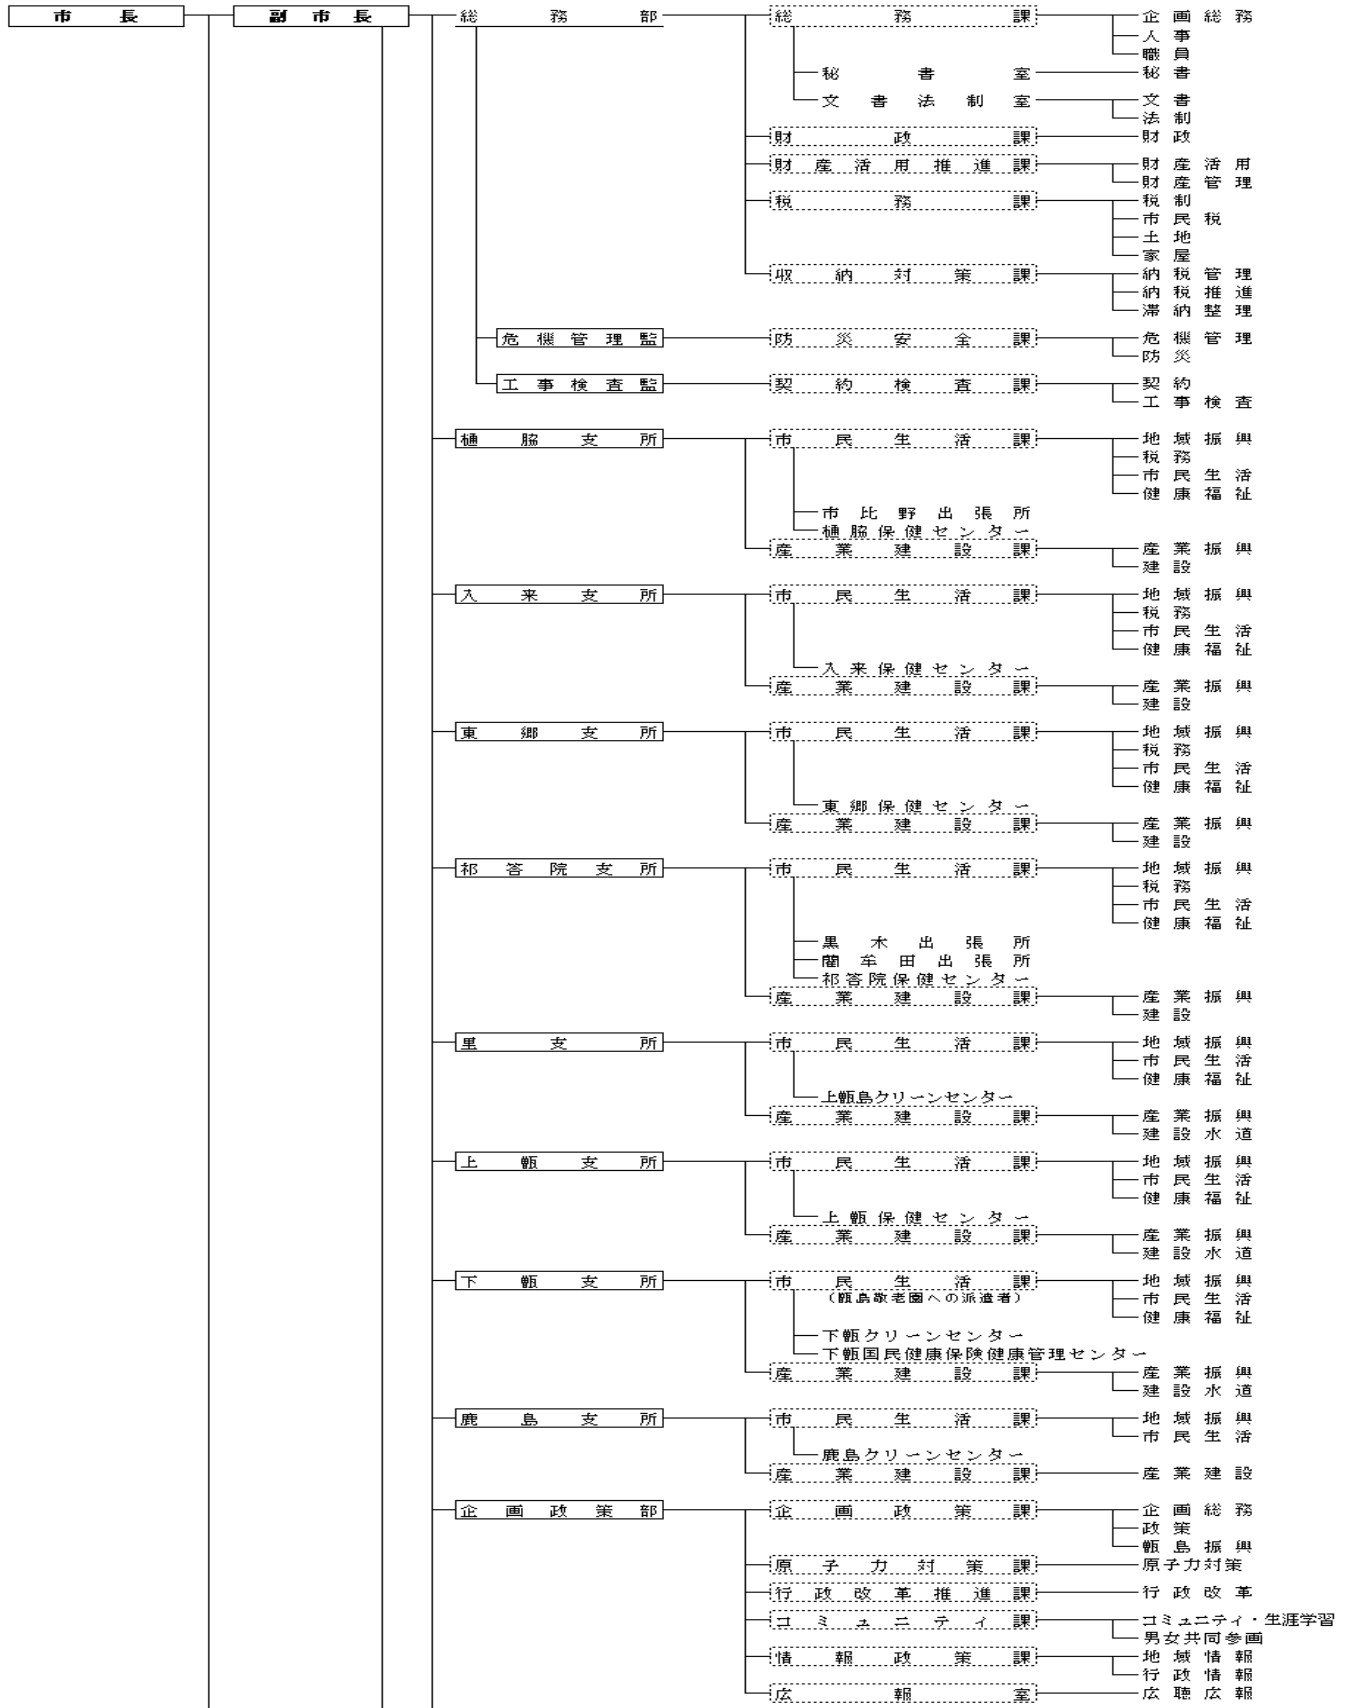 市長 副市長 総務部 総務課 企画総務
人事
職員
秘書室 秘書
文書法制室 文書
法制
財政課 財政
財産活用推進課 財産活用
財産管理
税務課 税制
市民税
土地
家屋
収納対策課 納税管理
納税推進
滞納整理
危機管理監 防災安全課 危機管理
防災
工事検査監 契約検査課 契約
工事検査
樋脇支所 市民生活課 地域振興
税務
市民生活
健康福祉
市比野出張所
樋脇保健センター
産業建設課 産業振興
建設
入来支所 市民生活課 地域振興
税務
市民生活
健康福祉
入来保健センター
産業建設課 産業振興
建設
東郷支所 市民生活課 地域振興
税務
市民生活
健康福祉
東郷保健センター
産業建設課 産業振興
建設
祁答院支所 市民生活課 地域振興
税務
市民生活
健康福祉
黒木出張所
藺牟田出張所
祁答院保健センター
産業建設課 産業振興
建設
里支所 市民生活課 地域振興
市民生活
健康福祉
上甑島クリーンセンター
産業建設課 産業振興
建設水道
上甑支所 市民生活課 地域振興
市民生活
健康福祉
上甑保健センター
産業建設課 産業振興
建設水道
下甑支所 市民生活課 地域振興
（甑島敬老園への派遣者） 市民生活
健康福祉
下甑クリーンセンター
下甑国民健康保険健康管理センター
産業建設課 産業振興
建設水道
鹿島支所 市民生活課 地域振興
市民生活
鹿島クリーンセンター
産業建設課 産業建設
企画政策部 企画政策課 企画総務
政策
甑島振興
原子力対策課 原子力対策
行政改革推進課 行政改革
コミュニティ課 コミュニティ・生涯学習
男女共同参画
情報政策課 地域情報
行政情報
広報室 広聴広報